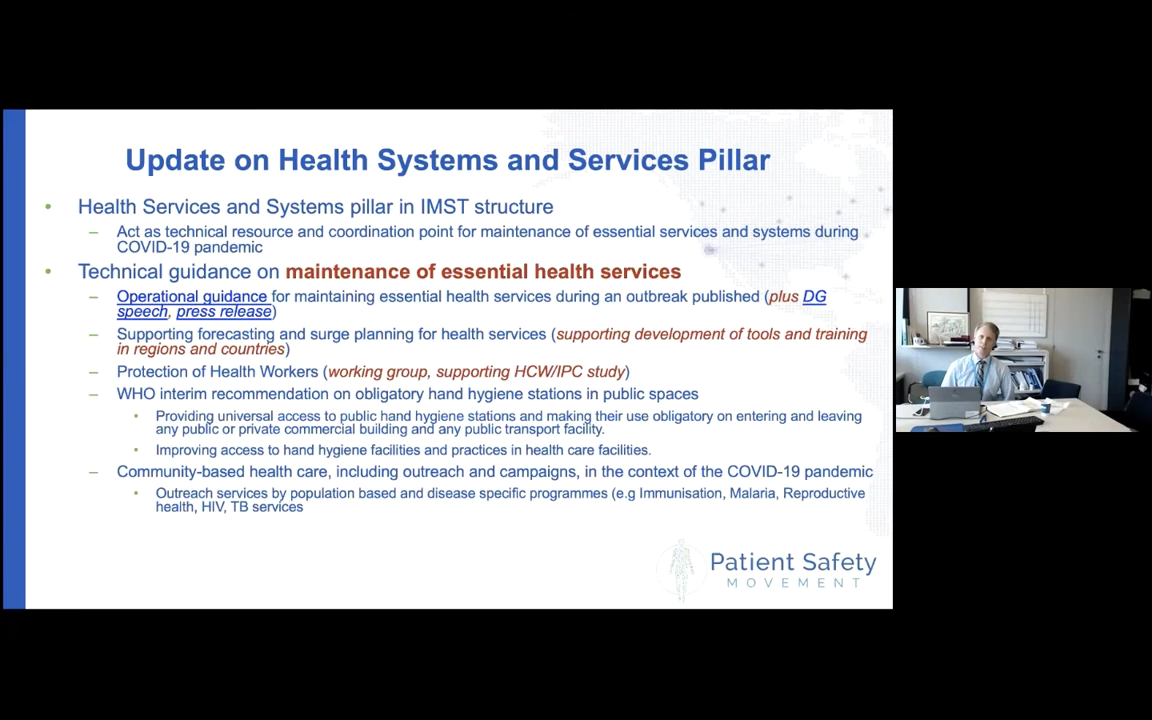 Update on Health Systems and Services Pillar
• Health Services and Systems pillar in IMST structure
– Act as technical resource and coordination point for maintenance of essential services and systems during
COVID-19 pandemic
• Technical guidance on maintenance of essential health services
– Operational guidance for maintaining essential health services during an outbreak published (plus DG
speech, press release)
– Supporting forecasting and surge planning for health services (supporting development of tools and training
in regions and countries)
– Protection of Health Workers (working group, supporting HCW/IPC study)
– WHO interim recommendation on obligatory hand hygiene stations in public spaces
• Providing universal access to public hand hygiene stations and making their use obligatory on entering and leaving
any public or private commercial building and any public transport facility.
• Improving access to hand hygiene facilities and practices in health care facilities.
– Community-based health care, including outreach and campaigns, in the context of the COVID-19 pandemic
• Outreach services by population based and disease specific programmes (e.g Immunisation, Malaria, Reproductive
health, HIV, TB services
Patient Safety
MOVEMENT